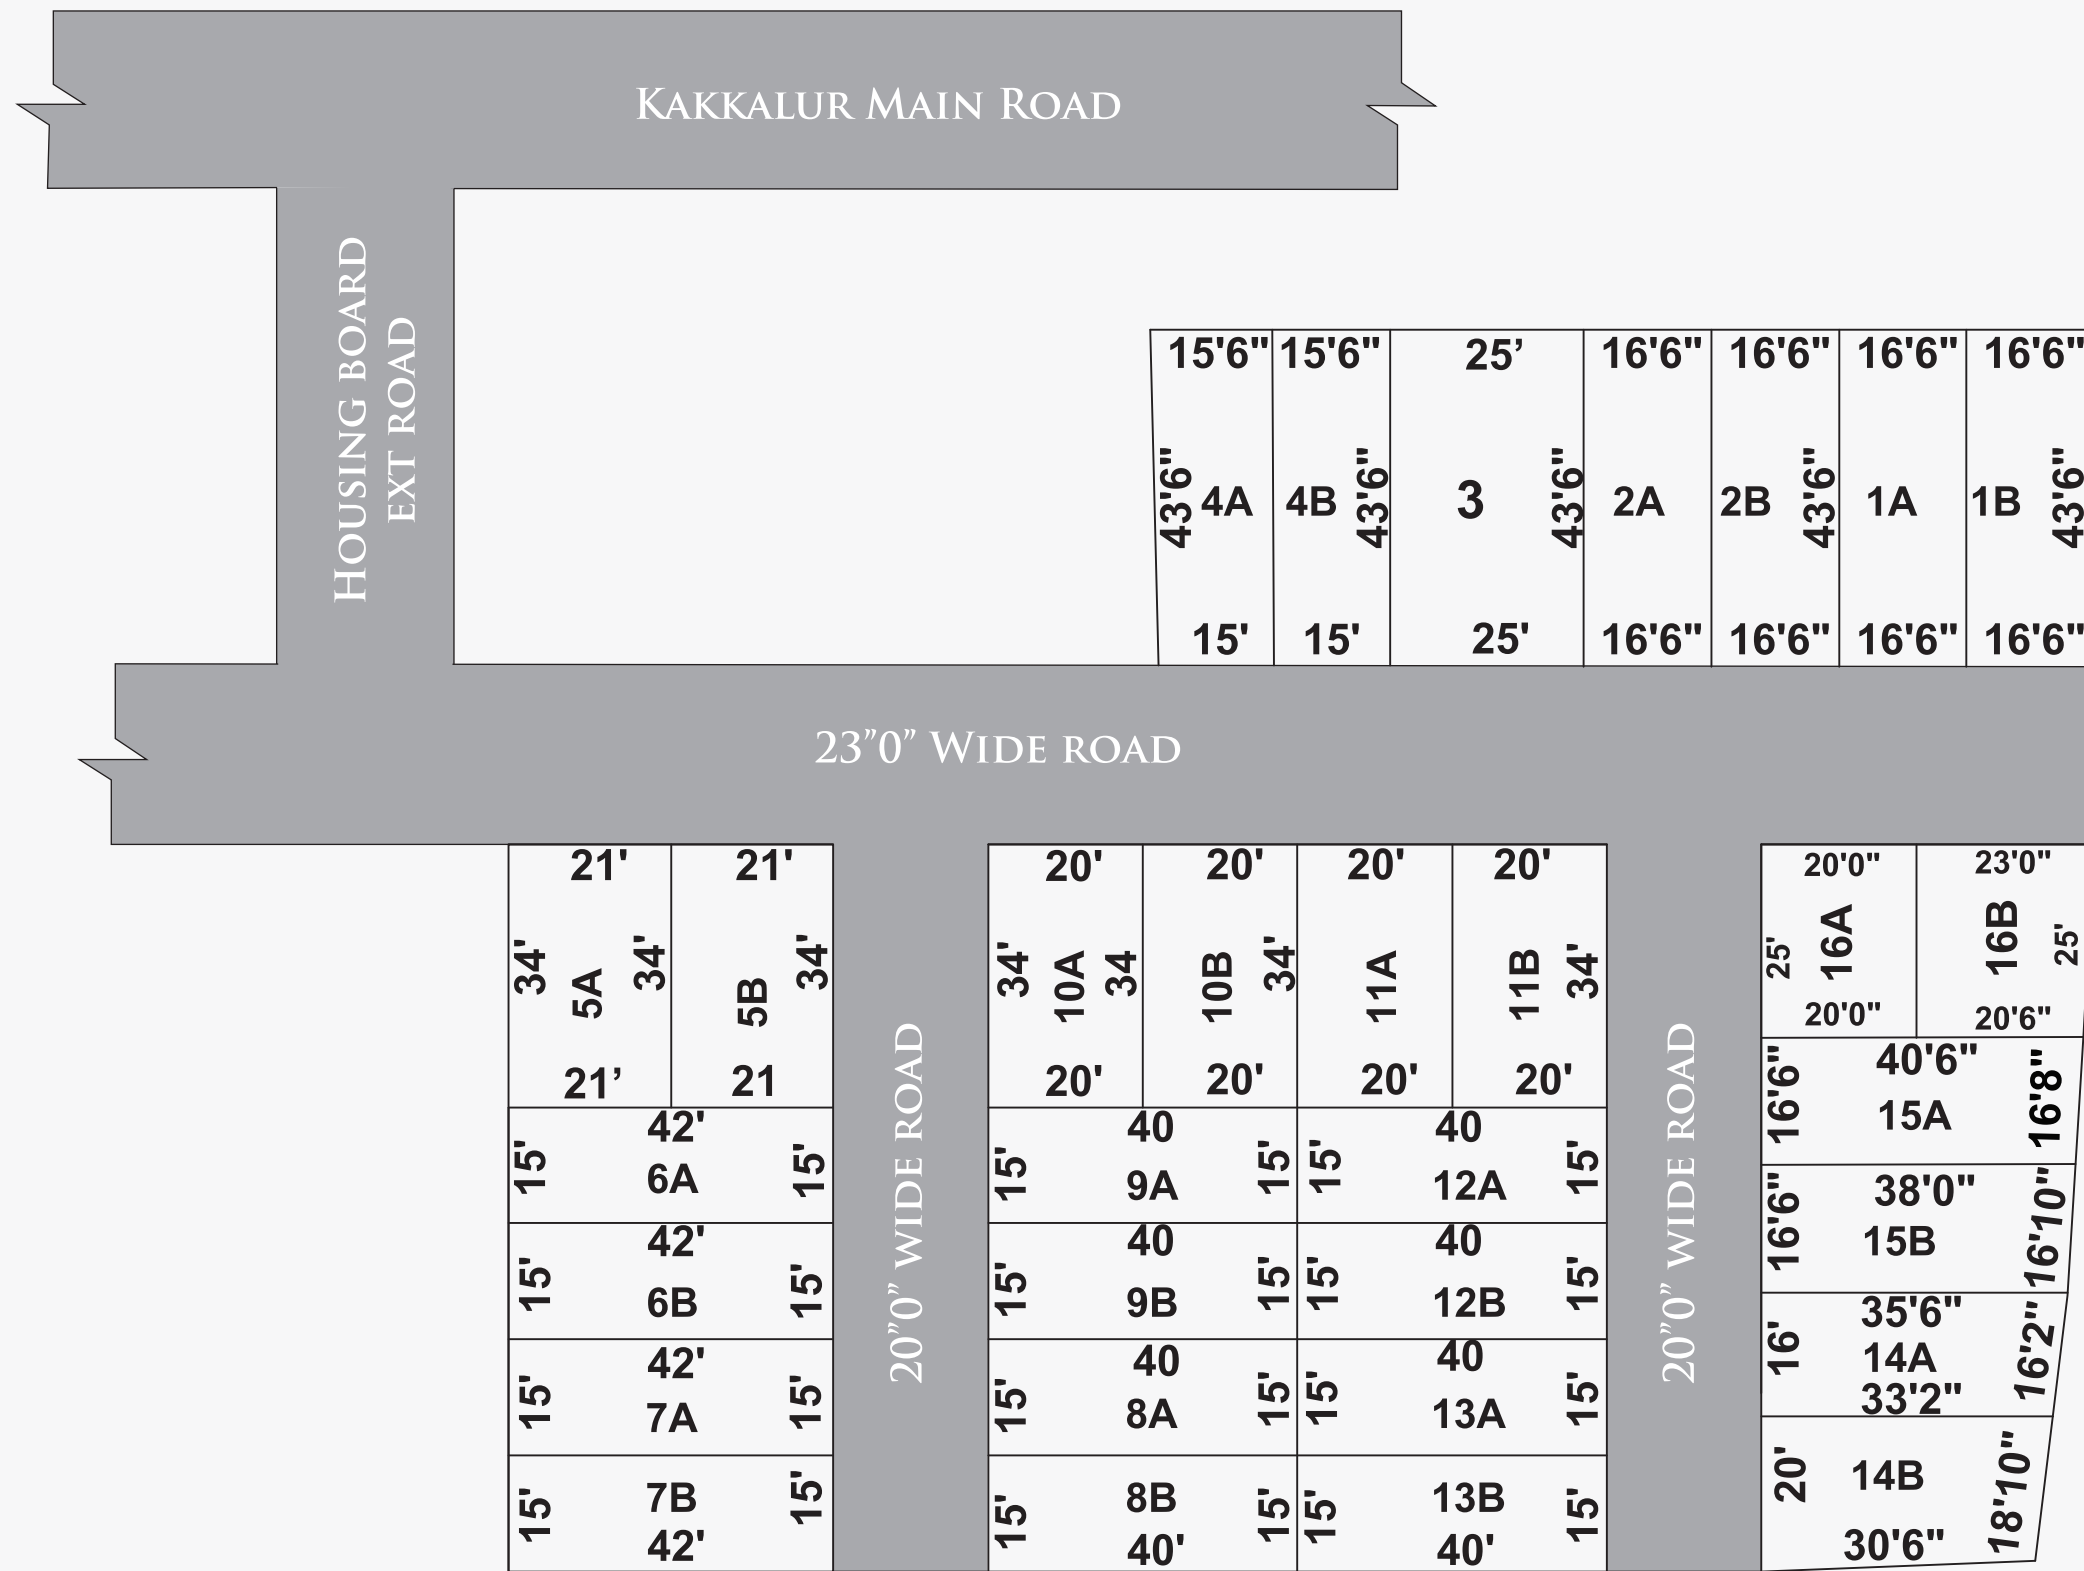 KAKKALUR MAIN ROAD
HOUSING BOARD
EXT ROAD
15'6" 15'6" 25’ 16'6" 16'6" 16'6" 16'6"
43'6" 4A 4B 43'6" 3 43'6" 2A 2B 43'6" 1A 1B 43'6"
15' 15' 25' 16'6" 16'6" 16'6" 16'6"
23”0” WIDE ROAD
21' 21'
34' 5A 34' 5B 34'
21’ 21
42'
15' 6A 15'
42'
15' 6B 15'
42'
15' 7A 15'
15' 7B 15'
42'
20”0” WIDE ROAD
20' 20' 20' 20'
34' 10A 34 10B 34' 11A 11B 34'
20' 20' 20' 20'
40 40
15' 9A 15' 15' 12A 15'
40 40
15' 9B 15' 15' 12B 15'
40 40
15' 8A 15' 15' 13A 15'
15' 8B 15' 15' 13B 15'
40' 40'
20”0” WIDE ROAD
20'0" 23'0"
25' 16A 16B 25'
20'0" 20'6"
40'6"
16'6" 15A 16'8"
38'0"
16'6" 15B 16'10"
35'6"
16' 14A 16'2"
33'2"
20' 14B 18'10"
30'6"